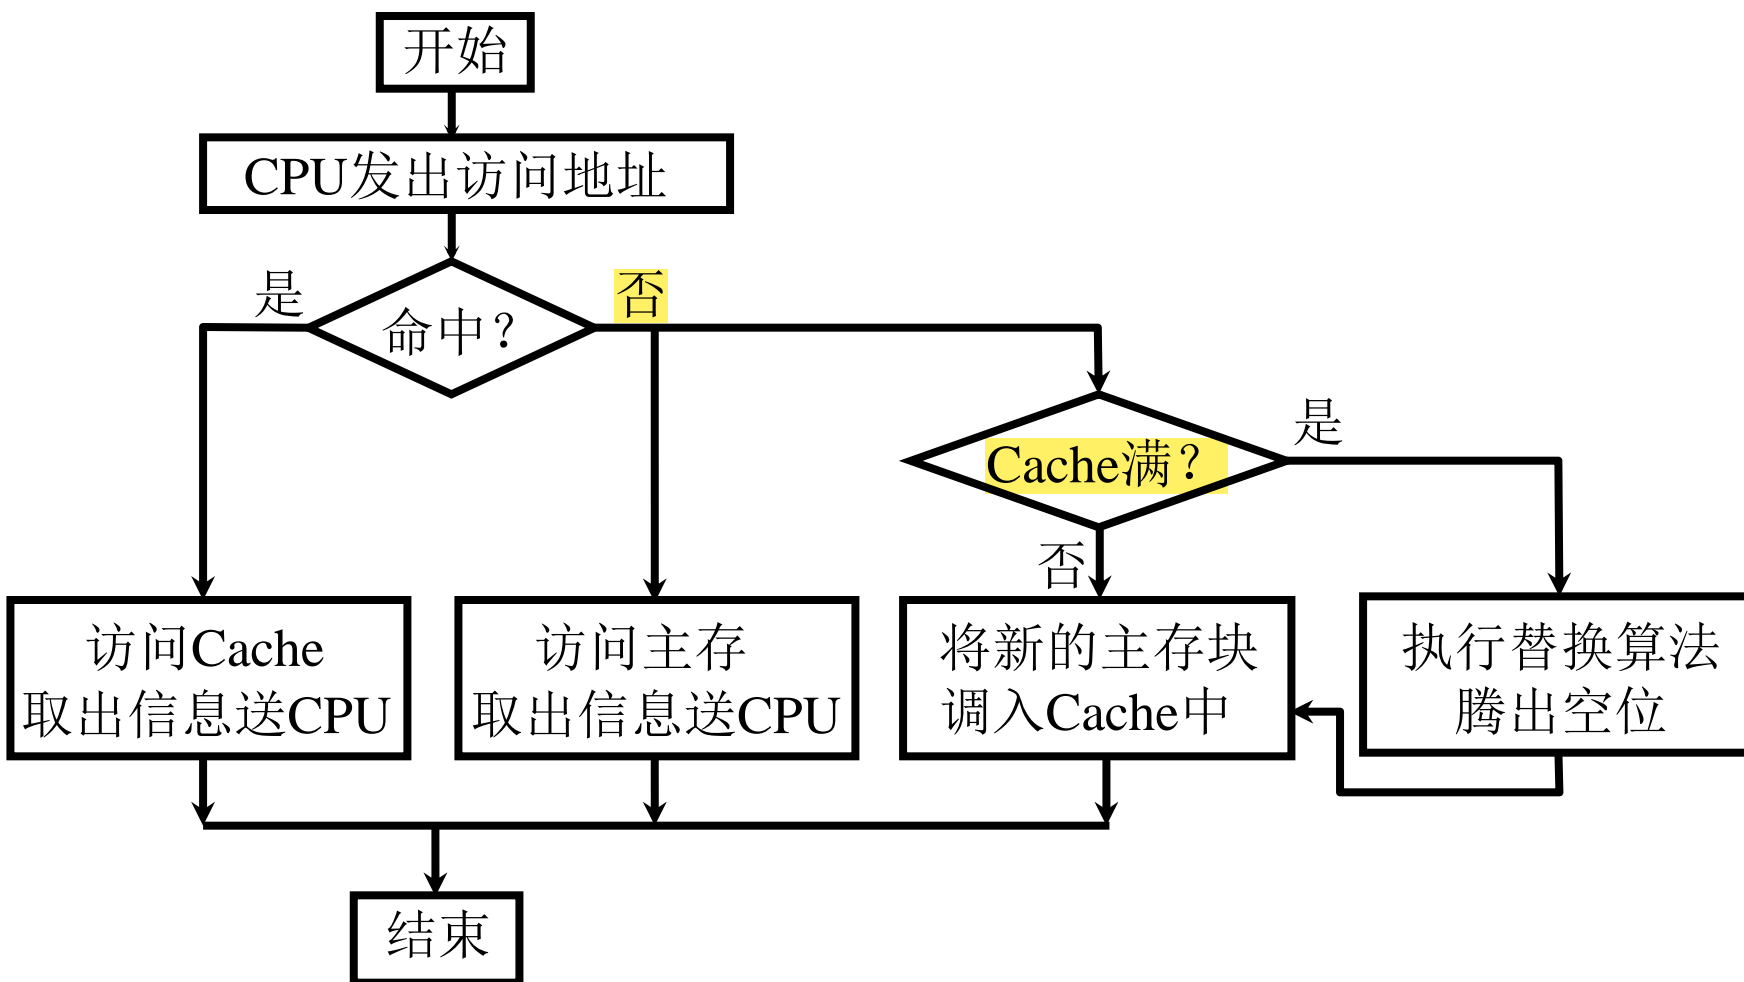 开始
CPU发出访问地址
是
否
命中？
是
Cache满？
否
访问Cache
取出信息送CPU
访问主存
取出信息送CPU
将新的主存块
调入Cache中
执行替换算法
腾出空位
结束